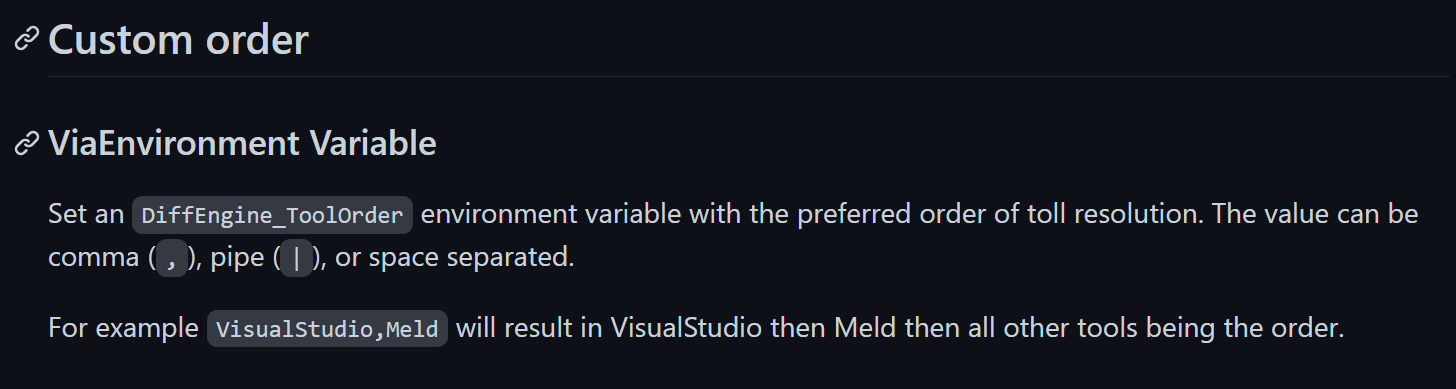 Custom order
ViaEnvironment Variable
Set an DiffEngine_ToolOrder environment variable with the preferred order of toll resolution. The value can be
comma (,), pipe (|), or space separated.
For example VisualStudio,Meld will result in VisualStudio then Meld then all other tools being the order.